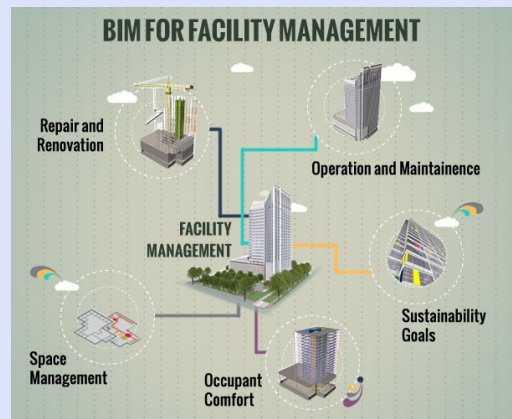 BIM FOR FACILITY MANAGEMENT
Repair and
Renovation
Operation and Maintainence
FACILITY
MANAGEMENT
Sustainability
Goals
Space
Management
Occupant
Comfort